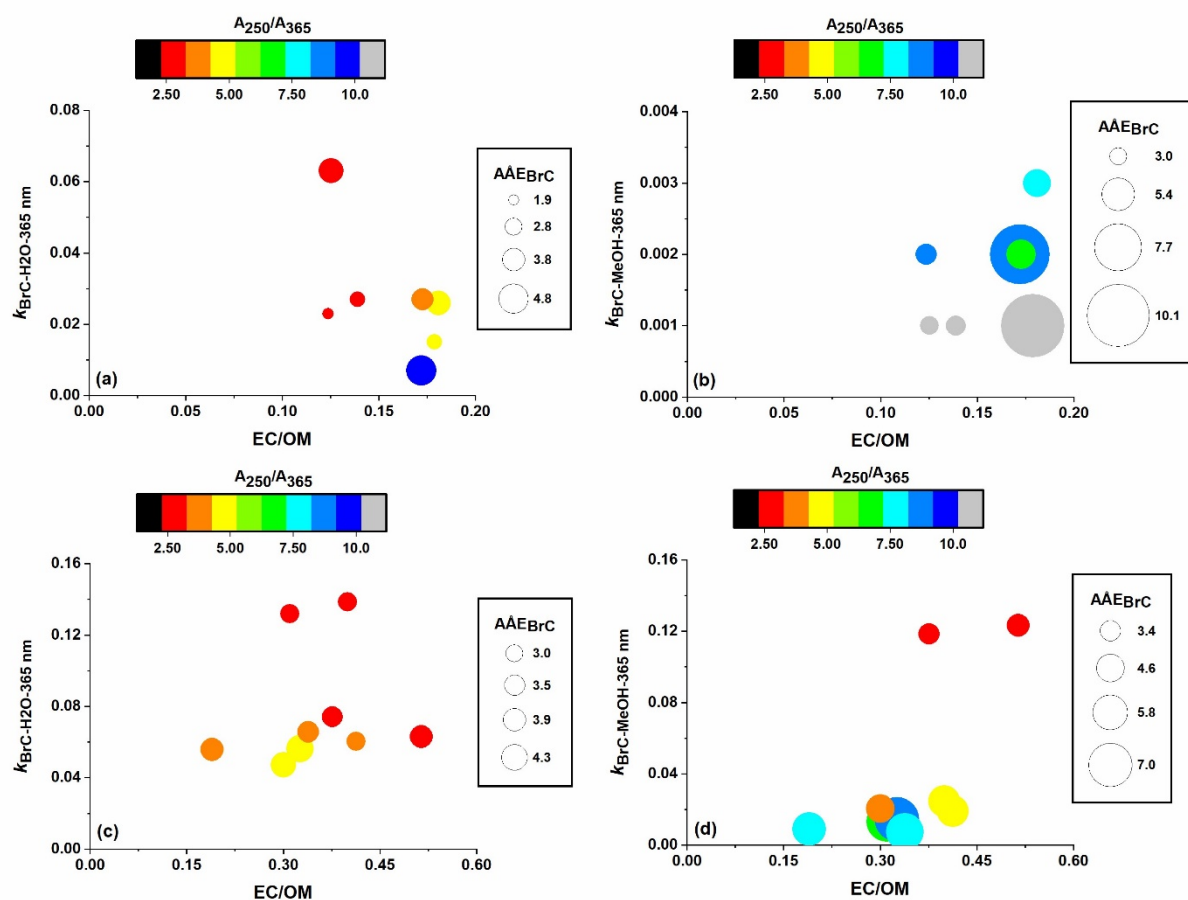 A250/A365
2.50 5.00 7.50 10.0
0.08
0.06
0.04
0.02
0.00
kBrC-H2O-365 nm
AÅEBrC
1.9
2.8
3.8
4.8
(a)
0.00 0.05 0.10 0.15 0.20
EC/OM
A250/A365
2.50 5.00 7.50 10.0
0.004
0.003
0.002
0.001
0.000
kBrC-MeOH-365 nm
AÅEBrC
3.0
5.4
7.7
10.1
(b)
0.00 0.05 0.10 0.15 0.20
EC/OM
A250/A365
2.50 5.00 7.50 10.0
0.16
0.12
0.08
0.04
0.00
kBrC-H2O-365 nm
AÅEBrC
3.0
3.5
3.9
4.3
(c)
0.00 0.15 0.30 0.45 0.60
EC/OM
A250/A365
2.50 5.00 7.50 10.0
0.16
0.12
0.08
0.04
0.00
kBrC-MeOH-365 nm
AÅEBrC
3.4
4.6
5.8
7.0
(d)
0.00 0.15 0.30 0.45 0.60
EC/OM